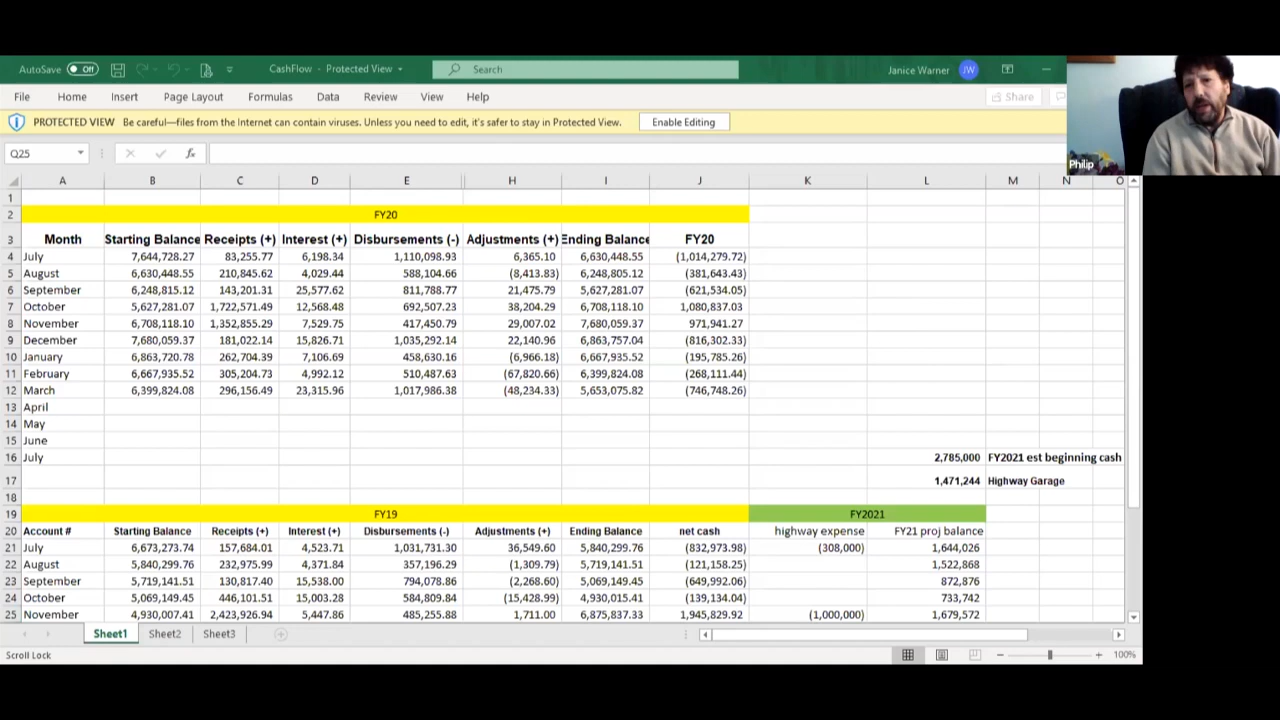 AutoSave Off CashFlow - Protected View Search Janice Warner JW
File Home Insert Page Layout Formulas Data Review View Help Share
PROTECTED VIEW Be careful—files from the Internet can contain viruses. Unless you need to edit, it's safer to stay in Protected View. Enable Editing
Philip
Q25 fx
A B C D E H I J K L M N O
1
2 FY20
3 Month Starting Balance Receipts (+) Interest (+) Disbursements (-) Adjustments (+) Ending Balance FY20
4 July 7,644,728.27 83,255.77 6,198.34 1,110,098.93 6,365.10 6,630,448.55 (1,014,279.72)
5 August 6,630,448.55 210,845.62 4,029.44 588,104.66 (8,413.83) 6,248,805.12 (381,643.43)
6 September 6,248,815.12 143,201.31 25,577.62 811,788.77 21,475.79 5,627,281.07 (621,534.05)
7 October 5,627,281.07 1,722,571.49 12,568.48 692,507.23 38,204.29 6,708,118.10 1,080,837.03
8 November 6,708,118.10 1,352,855.29 7,529.75 417,450.79 29,007.02 7,680,059.37 971,941.27
9 December 7,680,059.37 181,022.14 15,826.71 1,035,292.14 22,140.96 6,863,757.04 (816,302.33)
10 January 6,863,720.78 262,704.39 7,106.69 458,630.16 (6,966.18) 6,667,935.52 (195,785.26)
11 February 6,667,935.52 305,204.73 4,992.12 510,487.63 (67,820.66) 6,399,824.08 (268,111.44)
12 March 6,399,824.08 296,156.49 23,315.96 1,017,986.38 (48,234.33) 5,653,075.82 (746,748.26)
13 April
14 May
15 June
16 July 2,785,000 FY2021 est beginning cash
17 1,471,244 Highway Garage
18
19 FY19 FY2021
20 Account # Starting Balance Receipts (+) Interest (+) Disbursements (-) Adjustments (+) Ending Balance net cash highway expense FY21 proj balance
21 July 6,673,273.74 157,684.01 4,523.71 1,031,731.30 36,549.60 5,840,299.76 (832,973.98) (308,000) 1,644,026
22 August 5,840,299.76 232,975.99 4,371.84 357,196.29 (1,309.79) 5,719,141.51 (121,158.25) 1,522,868
23 September 5,719,141.51 130,817.40 15,538.00 794,078.86 (2,268.60) 5,069,149.45 (649,992.06) 872,876
24 October 5,069,149.45 446,101.51 15,003.28 584,809.84 (15,428.99) 4,930,015.41 (139,134.04) 733,742
25 November 4,930,007.41 2,423,926.94 5,447.86 485,255.88 1,711.00 6,875,837.33 1,945,829.92 (1,000,000) 1,679,572
Sheet1 Sheet2 Sheet3
Scroll Lock 100%